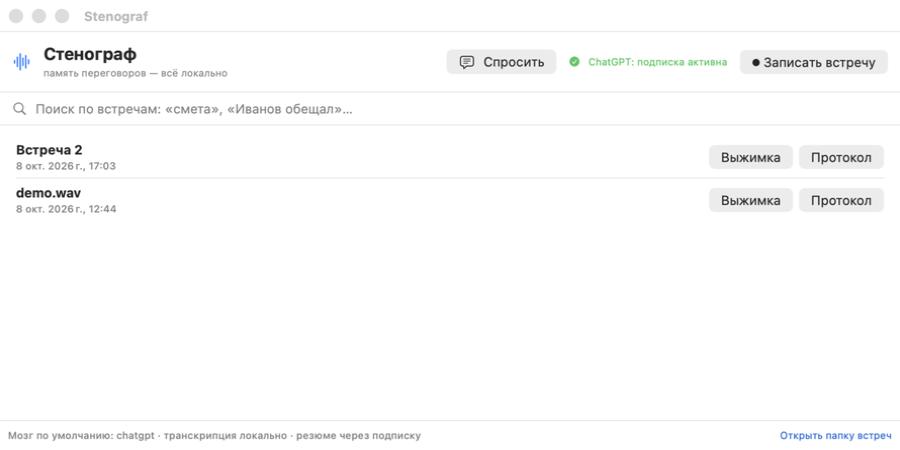 Stenograf
Стенограф
память переговоров — всё локально
Спросить
ChatGPT: подписка активна
Записать встречу
Поиск по встречам: «смета», «Иванов обещал»...
Встреча 2
8 окт. 2026 г., 17:03
Выжимка Протокол
demo.wav
8 окт. 2026 г., 12:44
Выжимка Протокол
Мозг по умолчанию: chatgpt · транскрипция локально · резюме через подписку
Открыть папку встреч